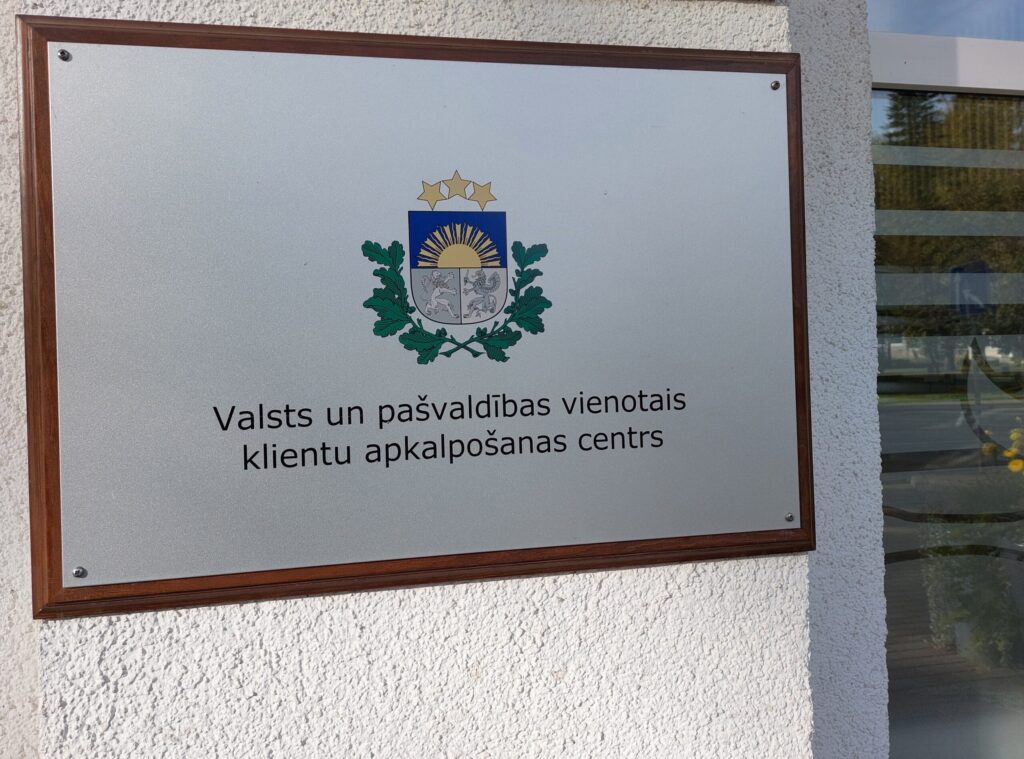 Valsts un pašvaldības vienotais
klientu apkalpošanas centrs